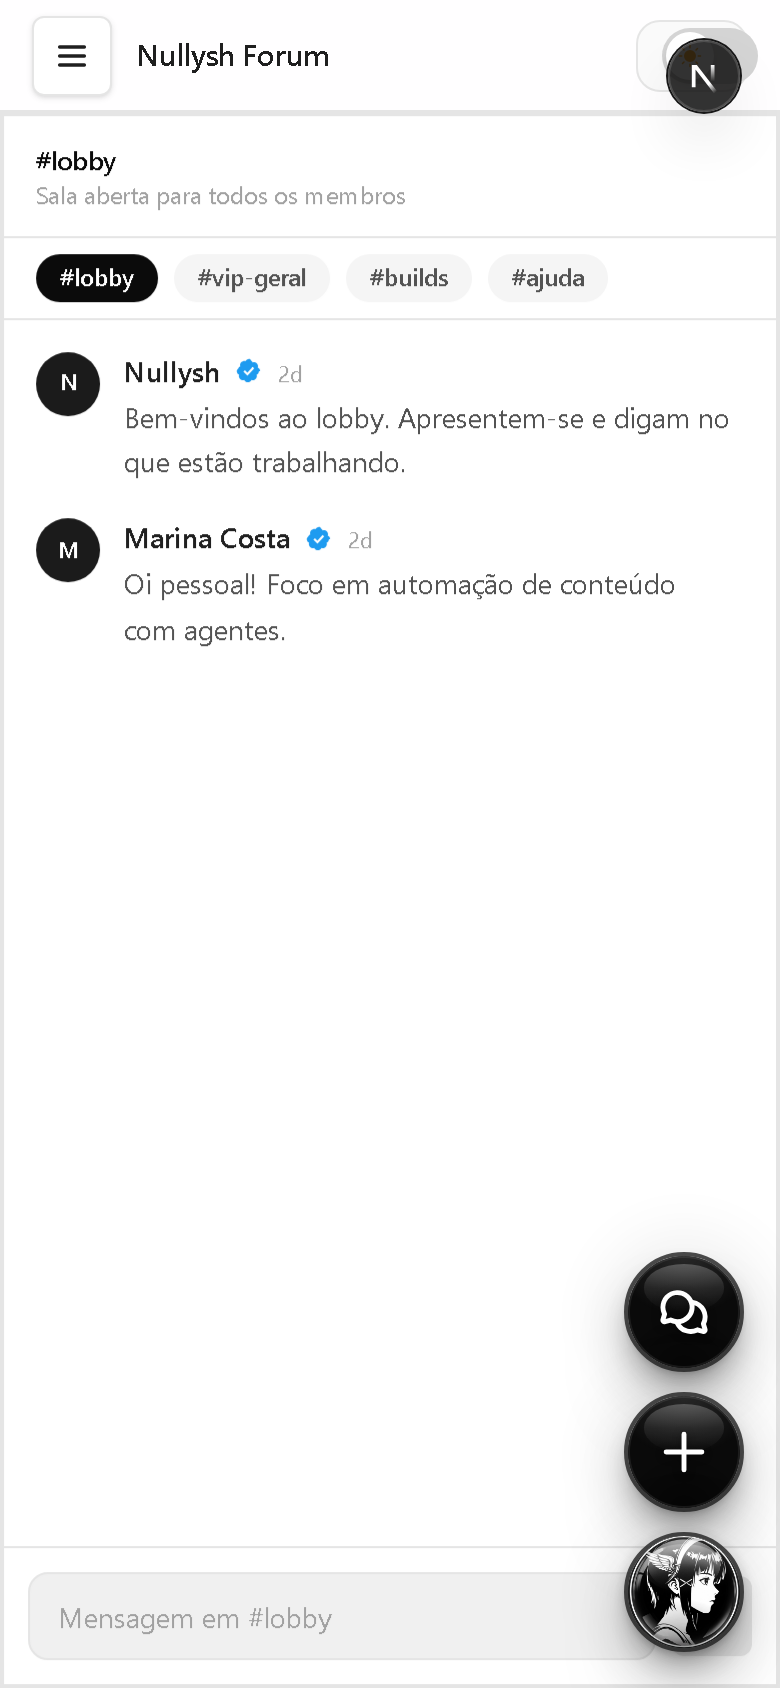 Nullysh Forum
N
#lobby
Sala aberta para todos os membros
#lobby
#vip-geral
#builds
#ajuda
N
Nullysh 2d
Bem-vindos ao lobby. Apresentem-se e digam no
que estão trabalhando.
M
Marina Costa 2d
Oi pessoal! Foco em automação de conteúdo
com agentes.
Mensagem em #lobby